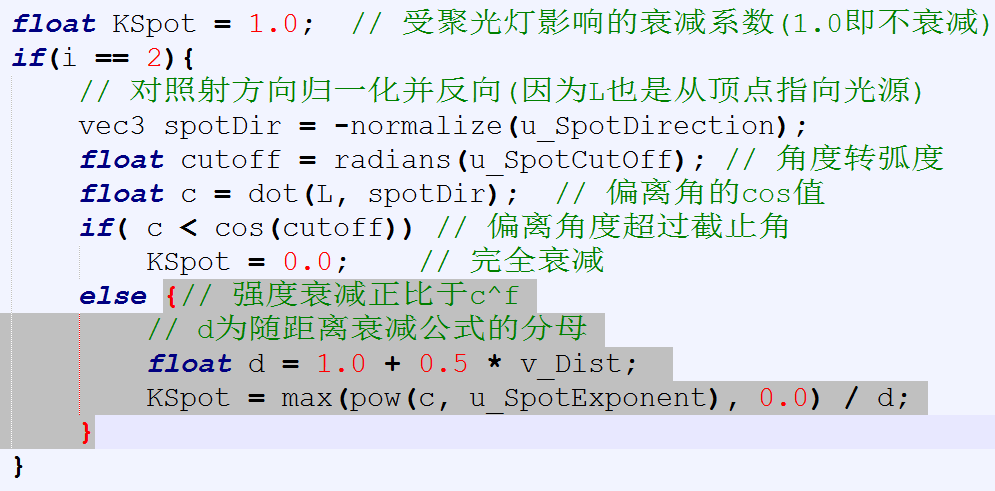 float KSpot = 1.0;  // 受聚光灯影响的衰减系数(1.0即不衰减)
if(i == 2){
    // 对照射方向归一化并反向(因为L也是从顶点指向光源)
    vec3 spotDir = -normalize(u_SpotDirection);
    float cutoff = radians(u_SpotCutOff); // 角度转弧度
    float c = dot(L, spotDir);  // 偏离角的cos值
    if( c < cos(cutoff)) // 偏离角度超过截止角
        KSpot = 0.0;    // 完全衰减
    else {// 强度衰减正比于c^f
        // d为随距离衰减公式的分母
        float d = 1.0 + 0.5 * v_Dist;
        KSpot = max(pow(c, u_SpotExponent), 0.0) / d;
    }
}